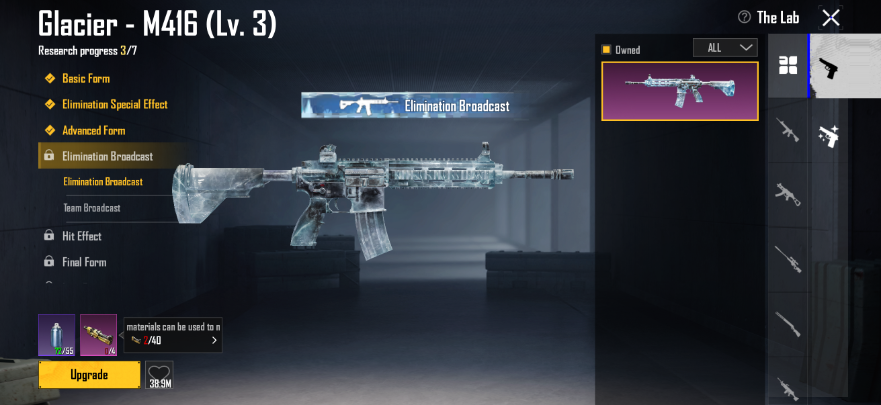 Glacier - M416 (Lv. 3)
Research progress 3/7
Basic Form
Elimination Special Effect
Advanced Form
Elimination Broadcast
Elimination Broadcast
Team Broadcast
Hit Effect
Final Form
Elimination Broadcast
/55
/4
materials can be used to n
/40
Upgrade
38.9M
The Lab
Owned
ALL